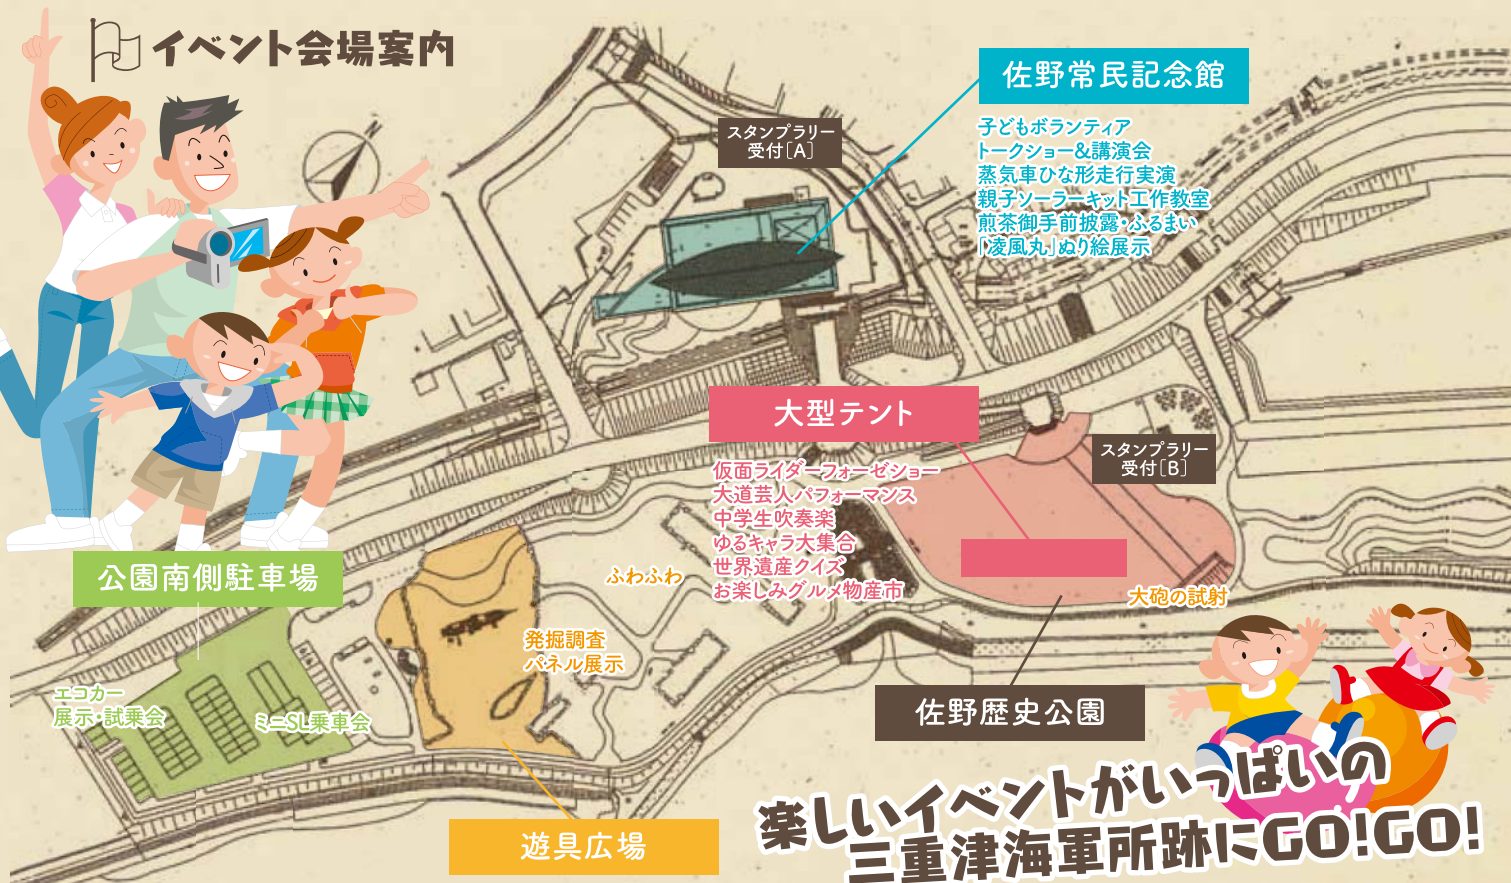 イベント会場案内
佐野常民記念館
子どもボランティア
トークショー&講演会
蒸気車ひな形走行実演
親子ソーラーキット工作教室
煎茶御手前披露・ふるまい
「凌風丸」ぬり絵展示
スタンプラリー
受付[A]
大型テント
仮面ライダーフォーゼショー
大道芸人パフォーマンス
中学生吹奏楽
ゆるキャラ大集合
世界遺産クイズ
お楽しみグルメ物産市
スタンプラリー
受付[B]
大砲の試射
ふわふわ
発掘調査
パネル展示
公園南側駐車場
エコカー
展示・試乗会
ミニSL乗車会
佐野歴史公園
遊具広場
楽しいイベントがいっぱいの
三重津海軍所跡にGO!GO!
N